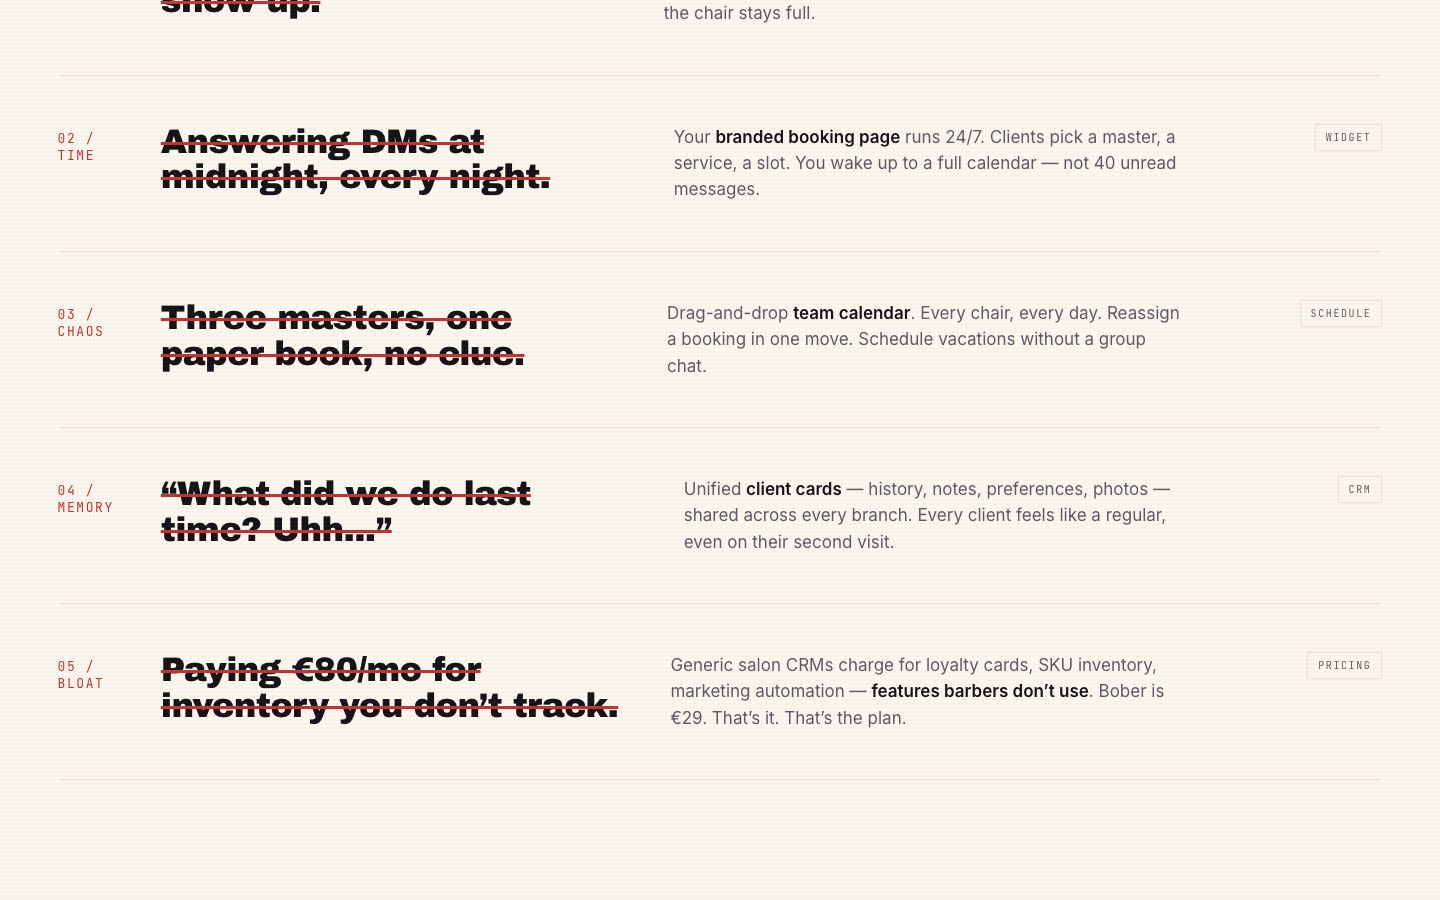 show up.
the chair stays full.
02 /
TIME
Answering DMs at
midnight, every night.
Your branded booking page runs 24/7. Clients pick a master, a
service, a slot. You wake up to a full calendar — not 40 unread
messages.
WIDGET
03 /
CHAOS
Three masters, one
paper book, no clue.
Drag-and-drop team calendar. Every chair, every day. Reassign
a booking in one move. Schedule vacations without a group
chat.
SCHEDULE
04 /
MEMORY
“What did we do last
time? Uhh…”
Unified client cards — history, notes, preferences, photos —
shared across every branch. Every client feels like a regular,
even on their second visit.
CRM
05 /
BLOAT
Paying €80/mo for
inventory you don’t track.
Generic salon CRMs charge for loyalty cards, SKU inventory,
marketing automation — features barbers don’t use. Bober is
€29. That’s it. That’s the plan.
PRICING